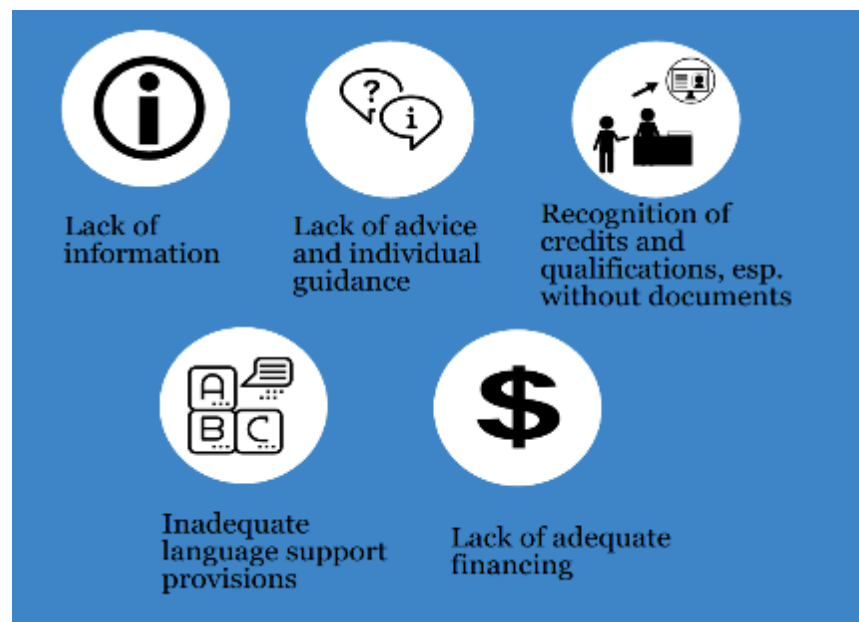 Lack of
information
Lack of advice
and individual
guidance
Recognition of
credits and
qualifications, esp.
without documents
A
B C
Inadequate
language support
provisions
$
Lack of adequate
financing